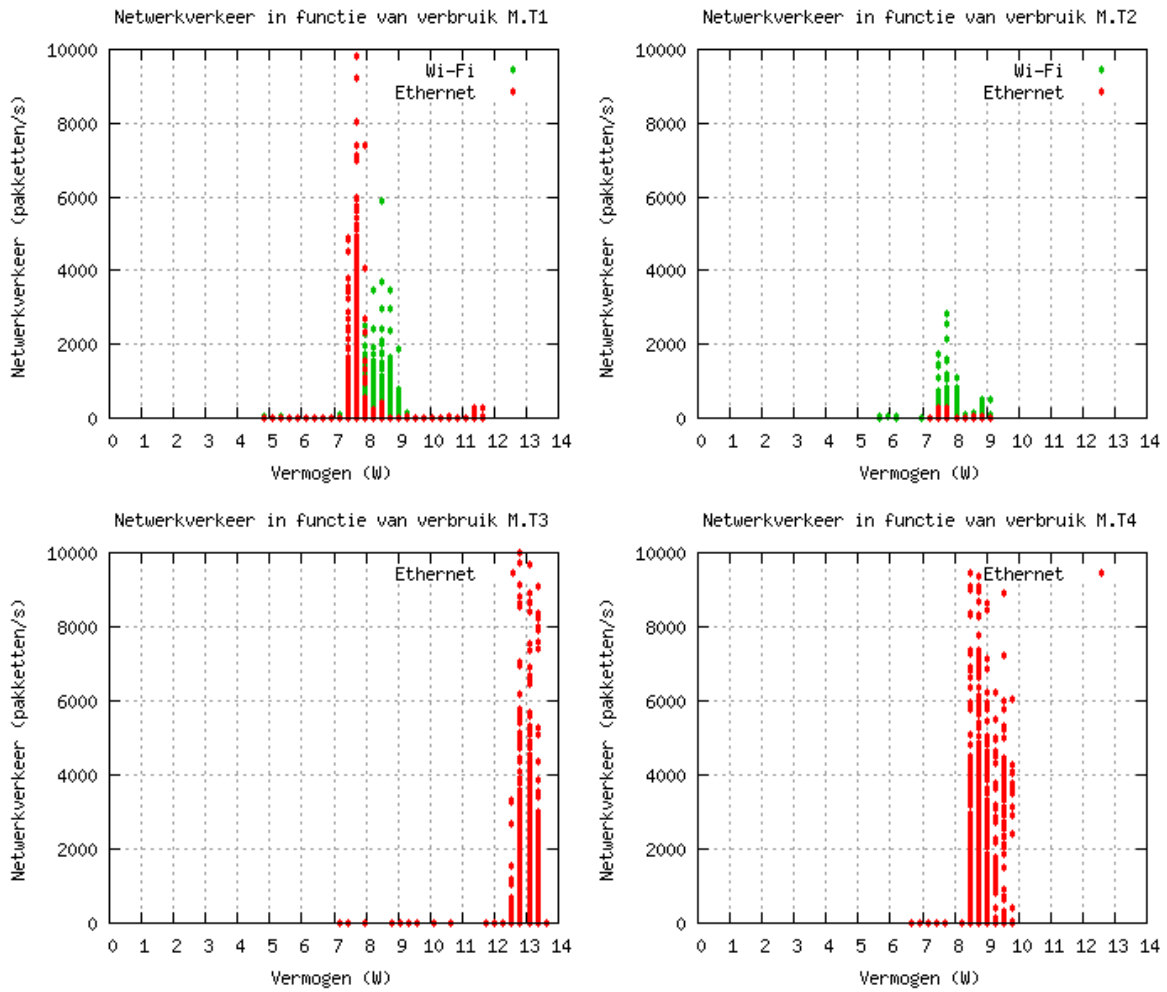 Netwerkverkeer in functie van verbruik M.T1
Netwerkverkeer (pakketten/s)
10000
8000
6000
4000
2000
0
Wi-Fi
Ethernet
0 1 2 3 4 5 6 7 8 9 10 11 12 13 14
Vermogen (W)
Netwerkverkeer in functie van verbruik M.T2
Netwerkverkeer (pakketten/s)
10000
8000
6000
4000
2000
0
Wi-Fi
Ethernet
0 1 2 3 4 5 6 7 8 9 10 11 12 13 14
Vermogen (W)
Netwerkverkeer in functie van verbruik M.T3
Netwerkverkeer (pakketten/s)
10000
8000
6000
4000
2000
0
Ethernet
0 1 2 3 4 5 6 7 8 9 10 11 12 13 14
Vermogen (W)
Netwerkverkeer in functie van verbruik M.T4
Netwerkverkeer (pakketten/s)
10000
8000
6000
4000
2000
0
Ethernet
0 1 2 3 4 5 6 7 8 9 10 11 12 13 14
Vermogen (W)